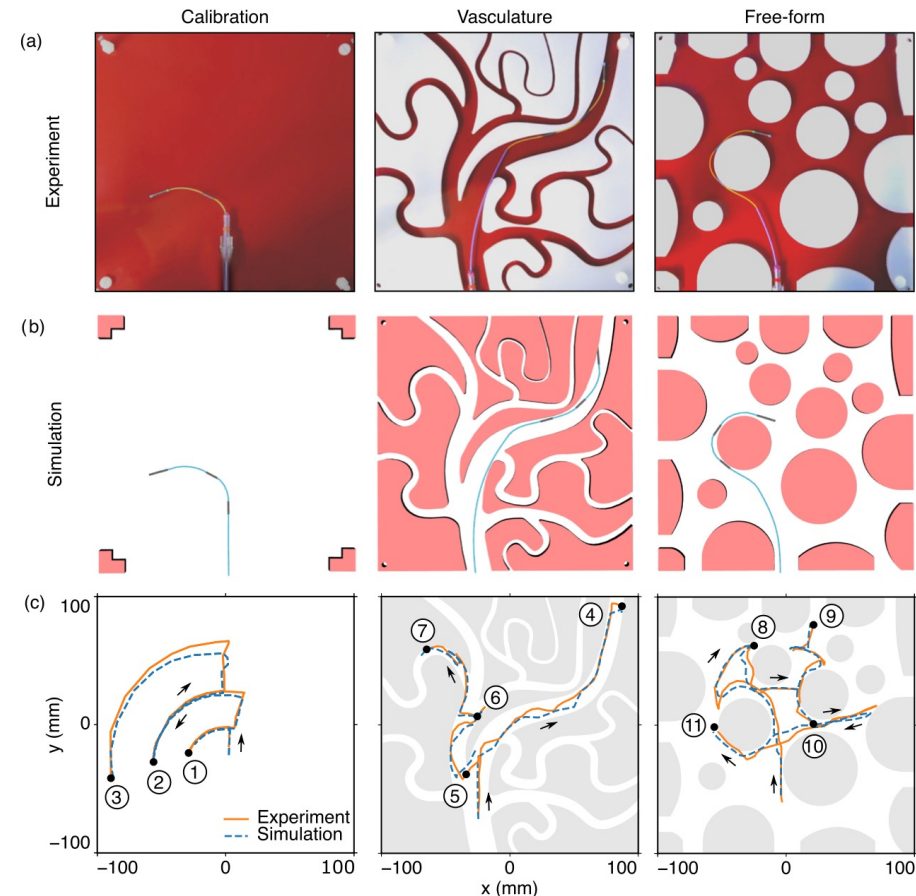 Calibration Vasculature Free-form
(a)
Experiment
(b)
Simulation
(c)
100
0
-100
y (mm)
1
2
3
Experiment
Simulation
4
5
6
7
8
9
10
11
−100 0 100 −100 0 100 −100 0 100
x (mm)